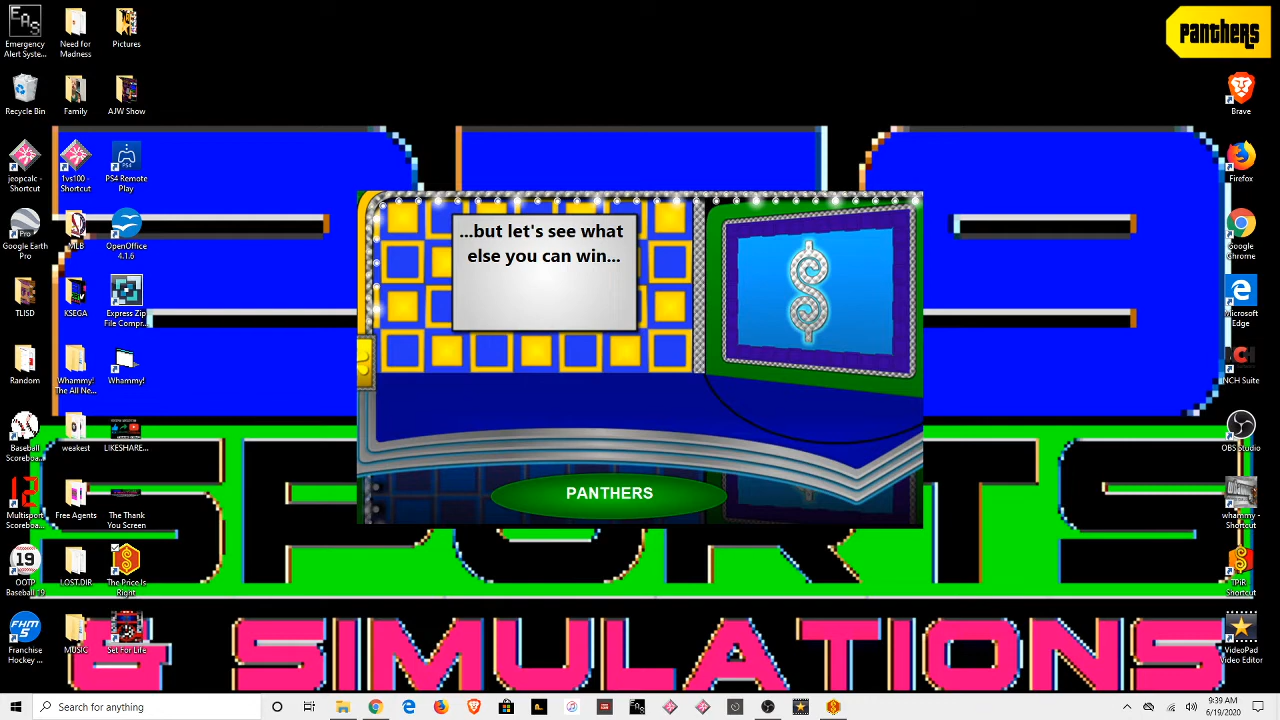 Emergency
Alert Syste...
Need for
Madness
Pictures
Panthers
Recycle Bin
Family
AJW Show
Brave
jeopcalc -
Shortcut
1vs100 -
Shortcut
PS4 Remote
Play
Firefox
Google Earth
Pro
MLB
OpenOffice
4.1.6
Google
Chrome
...but let's see what
else you can win...
TLISD
KSEGA
Express Zip
File Compr...
Microsoft
Edge
Random
Whammy!
The All Ne...
Whammy!
NCH Suite
Baseball
Scoreboa...
weakest
LIKESHARE...
OBS Studio
12
Multisport
Scoreboa...
Free Agents
The Thank
You Screen
PANTHERS
whammy -
Shortcut
19
OOTP
Baseball 19
LOST.DIR
The Price Is
Right
TPiR
Shortcut
FHM
5
Franchise
Hockey ...
MUSIC
Set For Life
VideoPad
Video Editor
SPORTS
& SIMULATIONS
Search for anything
9:39 AM
6/19/2020